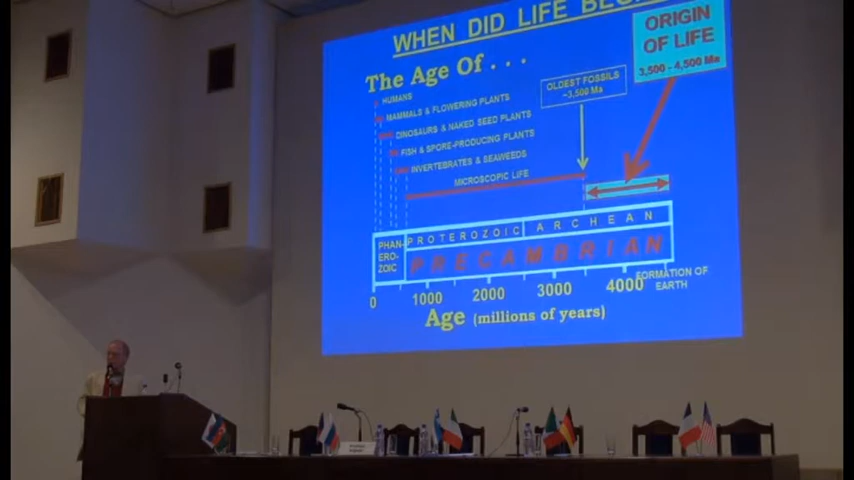 WHEN DID LIFE
ORIGIN
OF LIFE
3,500 - 4,500 Ma
The Age Of . . .
OLDEST FOSSILS
~3,500 Ma
HUMANS
MAMMALS & FLOWERING PLANTS
DINOSAURS & NAKED SEED PLANTS
FISH & SPORE-PRODUCING PLANTS
INVERTEBRATES & SEAWEEDS
MICROSCOPIC LIFE
PHAN-
ERO-
ZOIC
PROTEROZOIC
ARCHEAN
PRECAMBRIAN
0
1000
2000
3000
4000
FORMATION OF
EARTH
Age (millions of years)